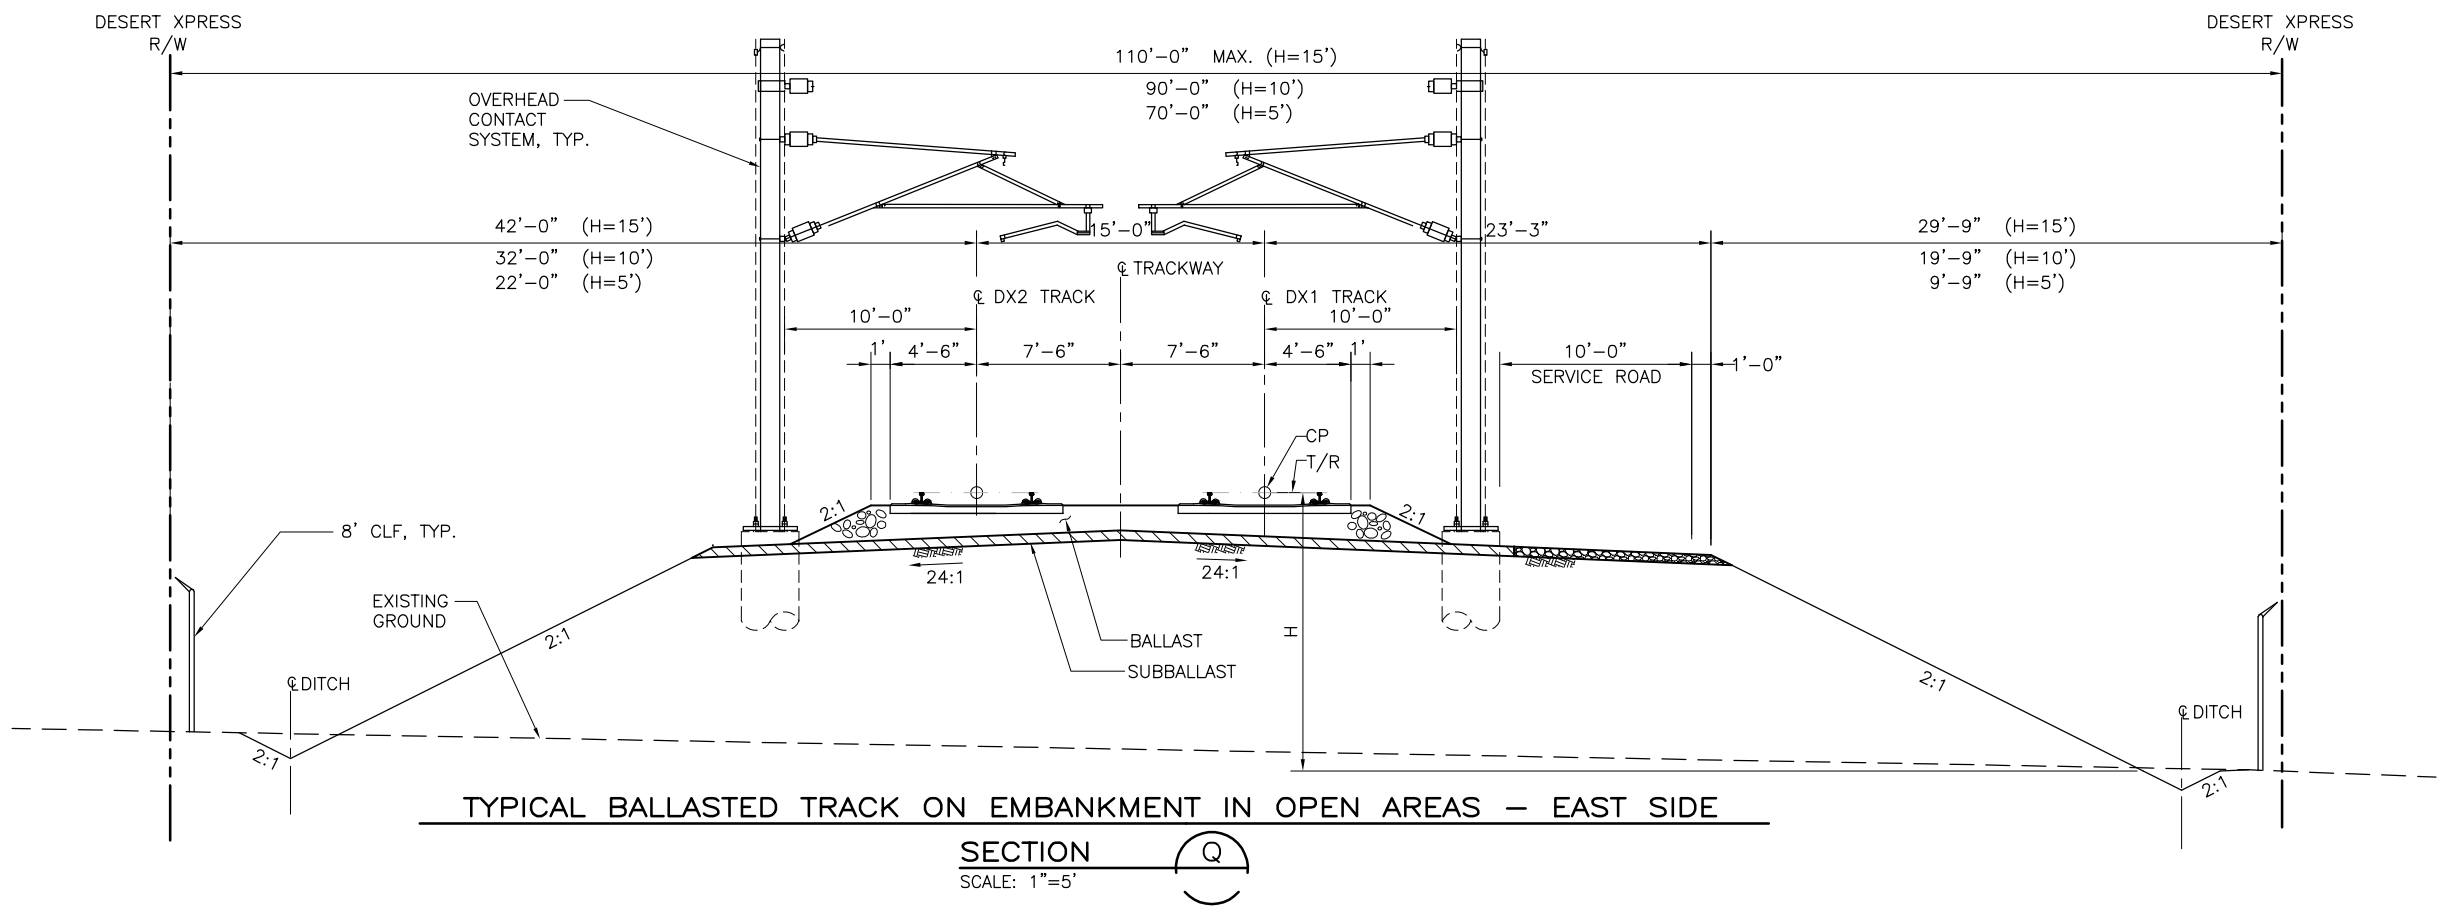 DESERT XPRESS
R/W
DESERT XPRESS
R/W
110'-0" MAX. (H=15')
90'-0" (H=10')
70'-0" (H=5')
OVERHEAD
CONTACT
SYSTEM, TYP.
42'-0" (H=15')
32'-0" (H=10')
22'-0" (H=5')
15'-0"
23'-3"
29'-9" (H=15')
19'-9" (H=10')
9'-9" (H=5')
℄ TRACKWAY
℄ DX2 TRACK
℄ DX1 TRACK
10'-0"
10'-0"
1'
4'-6"
7'-6"
7'-6"
4'-6"
1'
10'-0"
SERVICE ROAD
1'-0"
CP
T/R
2:1
2:1
8' CLF, TYP.
24:1
24:1
EXISTING
GROUND
2:1
H
BALLAST
SUBBALLAST
2:1
℄ DITCH
℄ DITCH
2:1
2:1
TYPICAL BALLASTED TRACK ON EMBANKMENT IN OPEN AREAS – EAST SIDE
SECTION Q
SCALE: 1"=5'